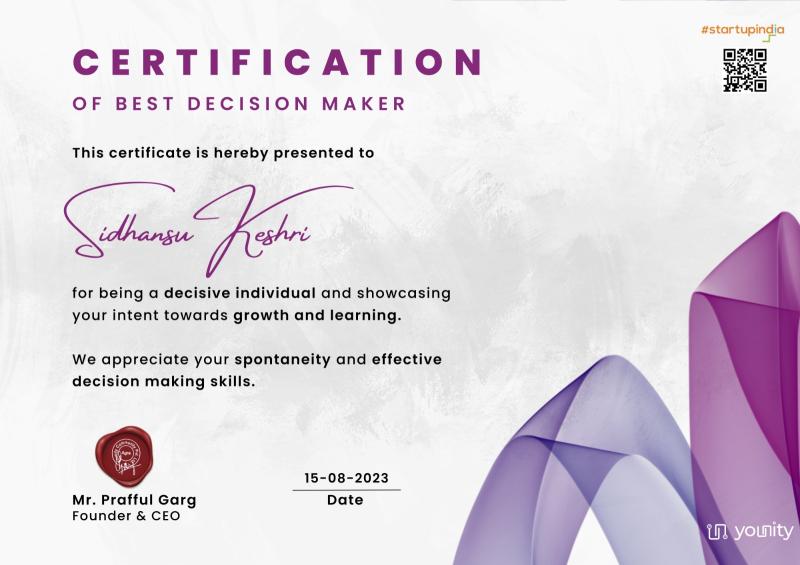 #startupindia
CERTIFICATION
OF BEST DECISION MAKER
This certificate is hereby presented to
Sidhansu Keshri
for being a decisive individual and showcasing
your intent towards growth and learning.
We appreciate your spontaneity and effective
decision making skills.
Mr. Prafful Garg
Founder & CEO
15-08-2023
Date
younity